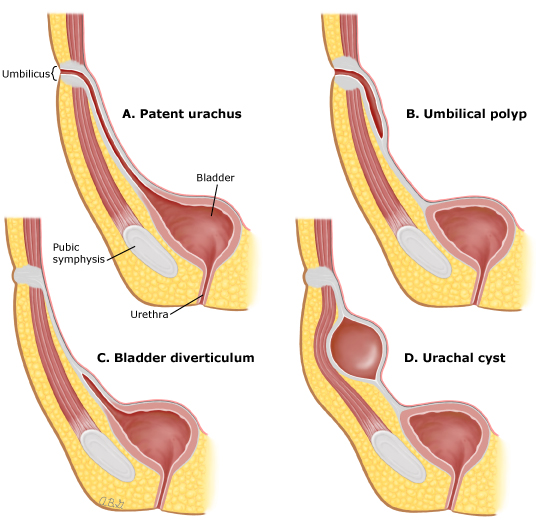 Umbilicus
A. Patent urachus
B. Umbilical polyp
Bladder
Pubic
symphysis
Urethra
C. Bladder diverticulum
D. Urachal cyst